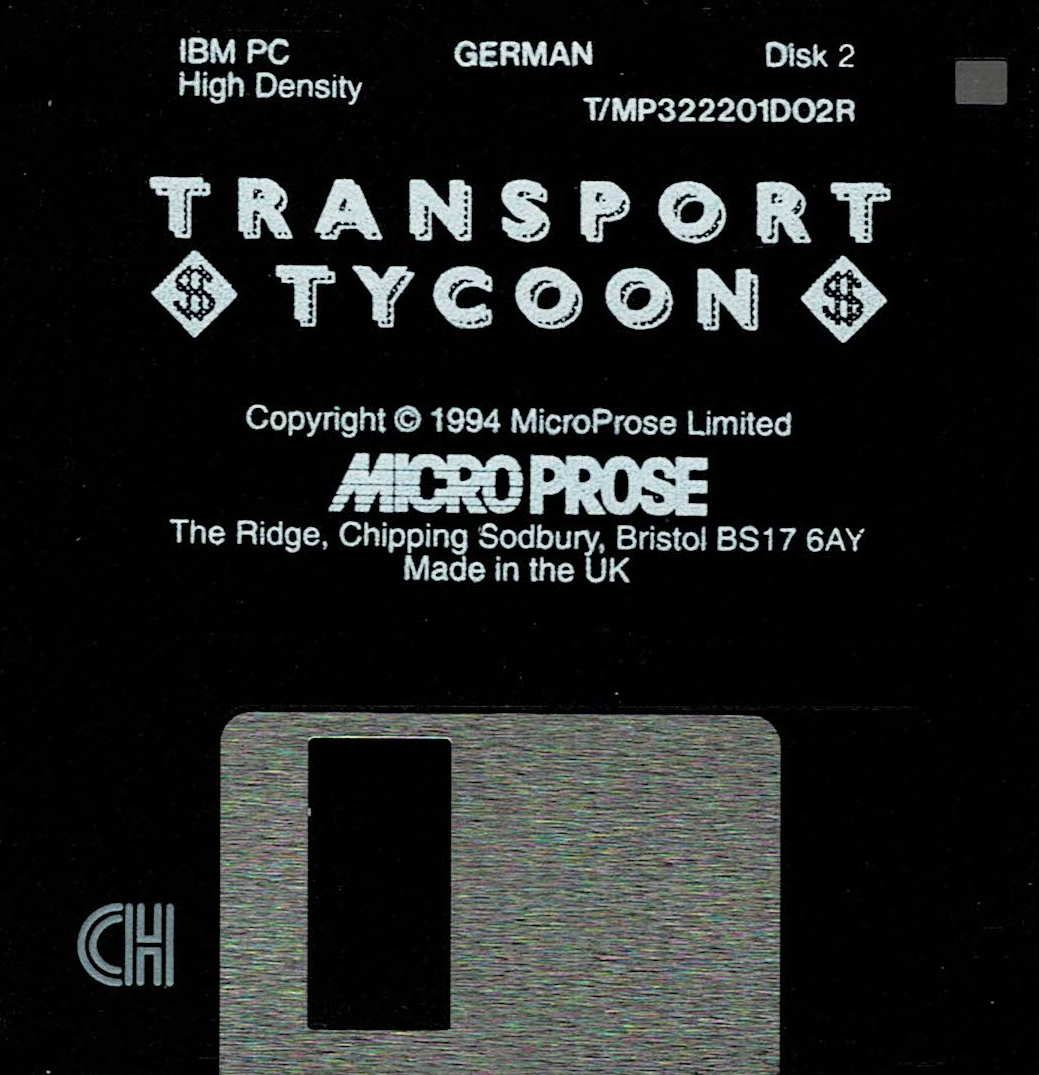 IBM PC GERMAN Disk 2
High Density
T/MP322201DO2R
TRANSPORT
$ TYCOON $
Copyright © 1994 MicroProse Limited
MICROPROSE
The Ridge, Chipping Sodbury, Bristol BS17 6AY
Made in the UK
CH